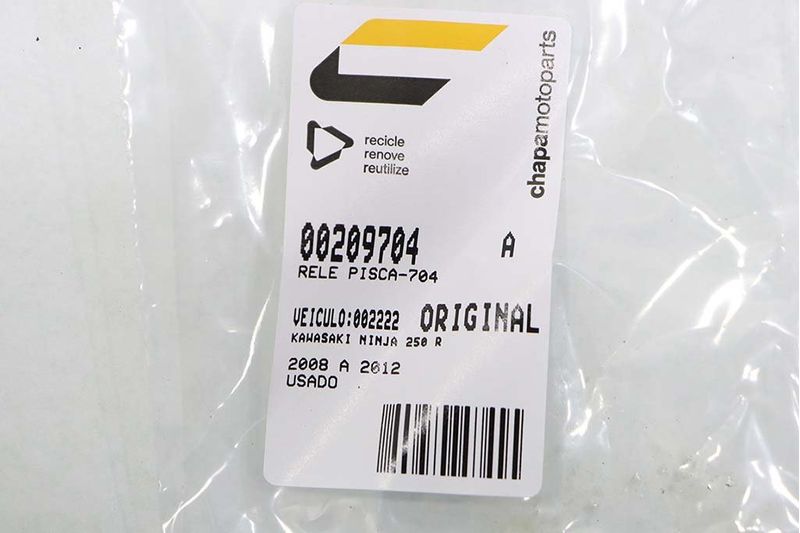 chapamotoparts
recicle
renove
reutilize
00209704 A
RELE PISCA-704
VEICULO:002222 ORIGINAL
KAWASAKI NINJA 250 R
2008 A 2012
USADO